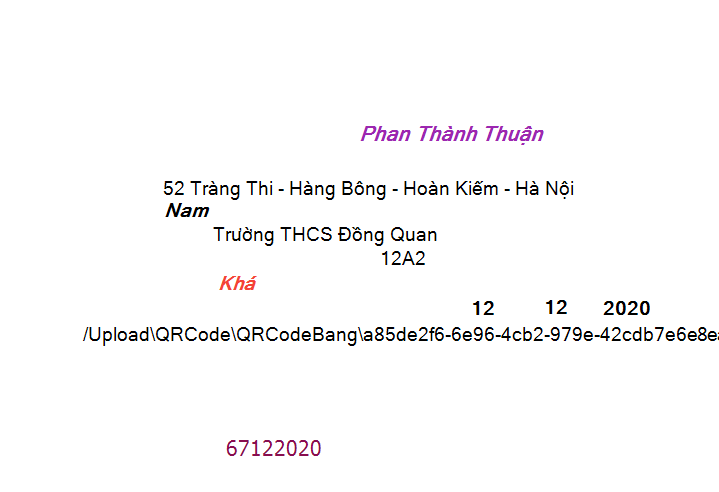 Phan Thành Thuận
52 Tràng Thi - Hàng Bông - Hoàn Kiếm - Hà Nội
Nam
Trường THCS Đồng Quan
12A2
Khá
12 12 2020
/Upload\QRCode\QRCodeBang\a85de2f6-6e96-4cb2-979e-42cdb7e6e8ea
67122020